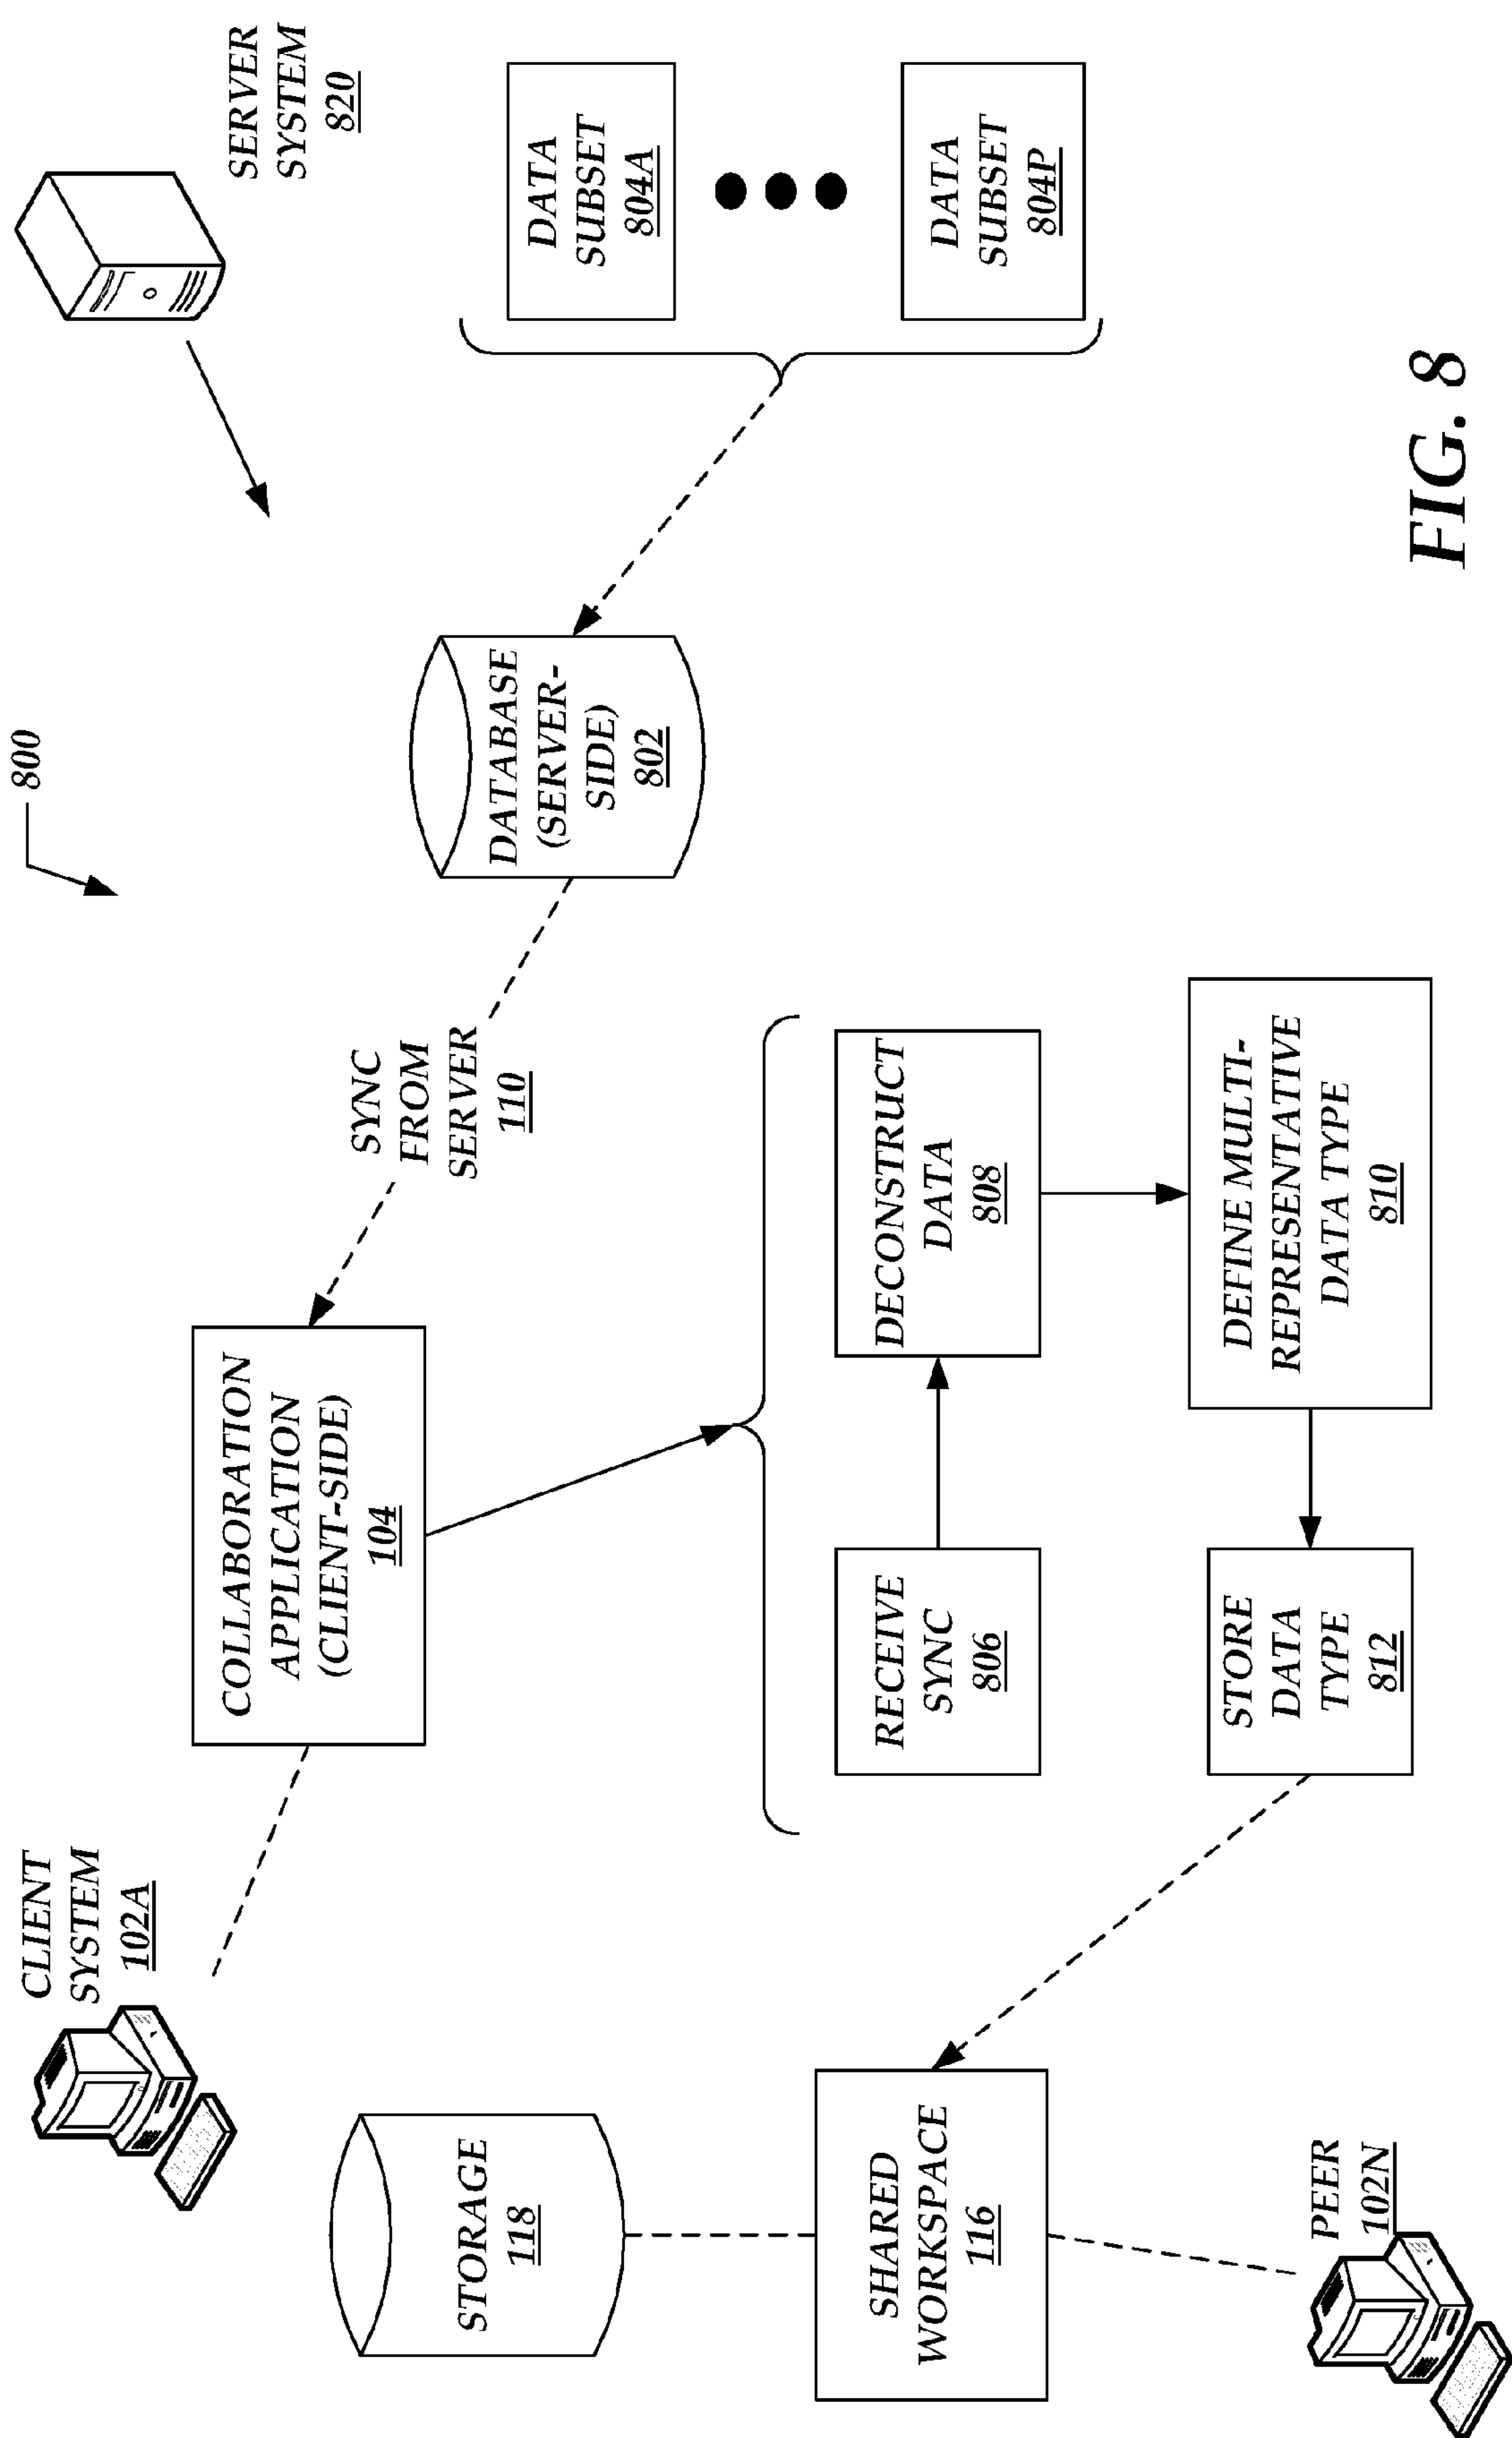 800
CLIENT
SYSTEM
102A
SERVER
SYSTEM
820
COLLABORATION
APPLICATION
(CLIENT-SIDE)
104
SYNC
FROM
SERVER
110
DATABASE
(SERVER-
SIDE)
802
DATA
SUBSET
804A
DATA
SUBSET
804P
STORAGE
118
RECEIVE
SYNC
806
DECONSTRUCT
DATA
808
SHARED
WORKSPACE
116
STORE
DATA
TYPE
812
DEFINE MULTI-
REPRESENTATIVE
DATA TYPE
810
PEER
102N
FIG. 8